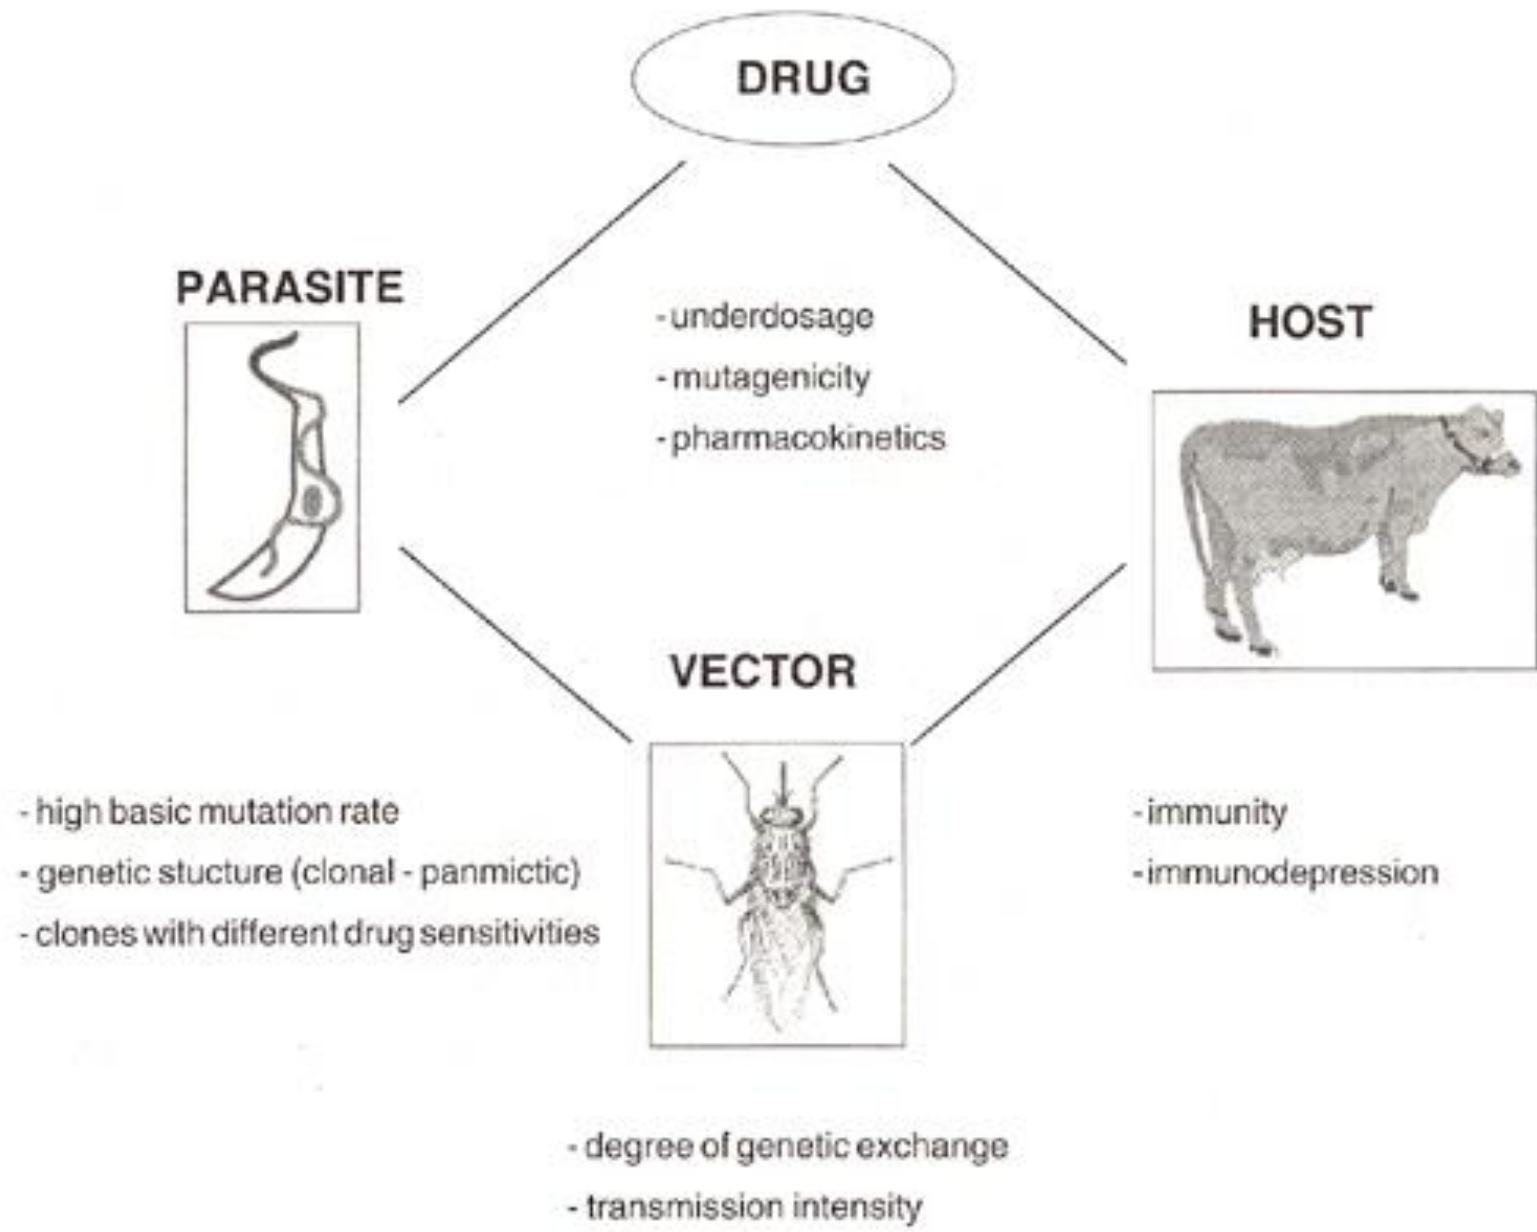 DRUG
PARASITE
- underdosage
- mutagenicity
- pharmacokinetics
HOST
VECTOR
- high basic mutation rate
- genetic stucture (clonal - panmictic)
- clones with different drug sensitivities
- immunity
- immunodepression
- degree of genetic exchange
- transmission intensity